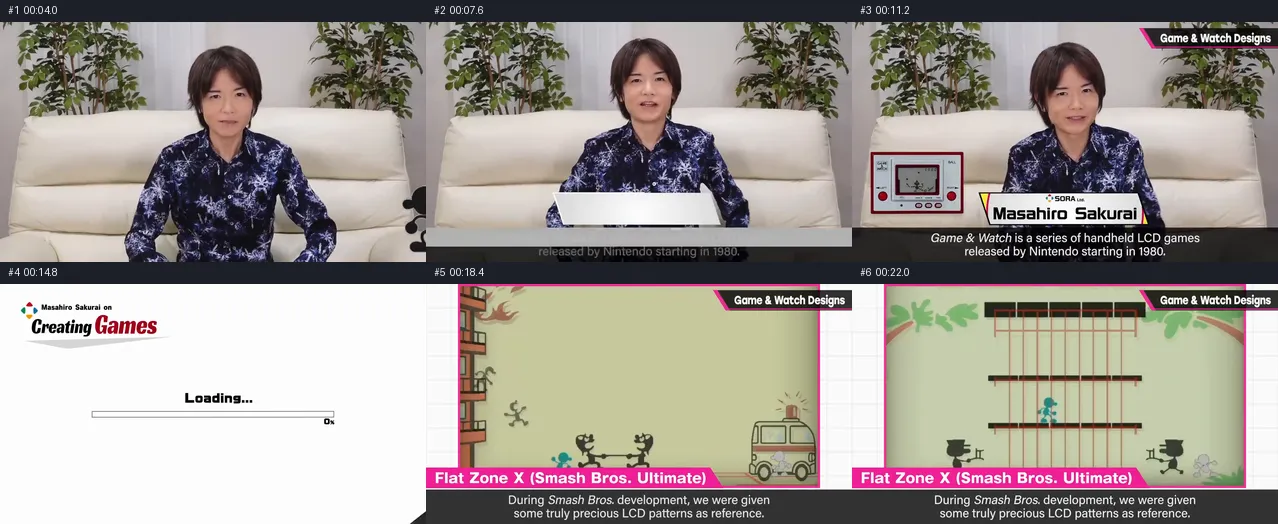 #1 00:04.0
#2 00:07.6
released by Nintendo starting in 1980.
#3 00:11.2
Game & Watch Designs
SORA LTD.
Masahiro Sakurai
Game & Watch is a series of handheld LCD games
released by Nintendo starting in 1980.
#4 00:14.8
Masahiro Sakurai on
Creating Games
Loading...
0%
#5 00:18.4
Game & Watch Designs
Flat Zone X (Smash Bros. Ultimate)
During Smash Bros. development, we were given
some truly precious LCD patterns as reference.
#6 00:22.0
Game & Watch Designs
Flat Zone X (Smash Bros. Ultimate)
During Smash Bros. development, we were given
some truly precious LCD patterns as reference.